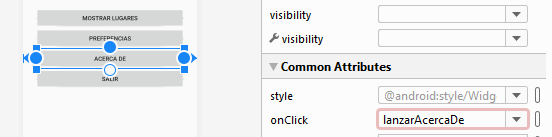 MOSTRAR LUGARES
PREFERENCIAS
ACERCA DE
SALIR
visibility
visibility
Common Attributes
style @android:style/Widg
onClick lanzarAcercaDe